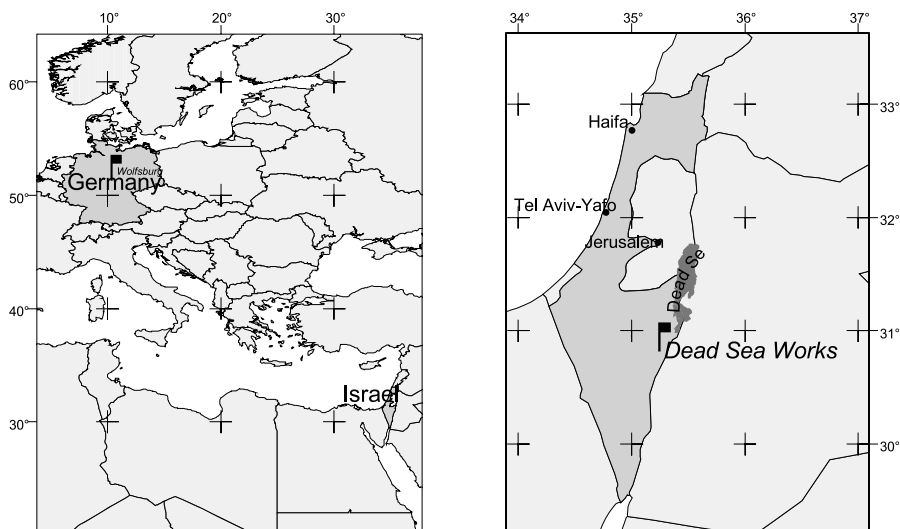 10°
20°
30°
60°
50°
40°
30°
Wolfsburg
Germany
Israel
34°
35°
36°
37°
33°
32°
31°
30°
Haifa
Tel Aviv-Yafo
Jerusalem
Dead Se
Dead Sea Works